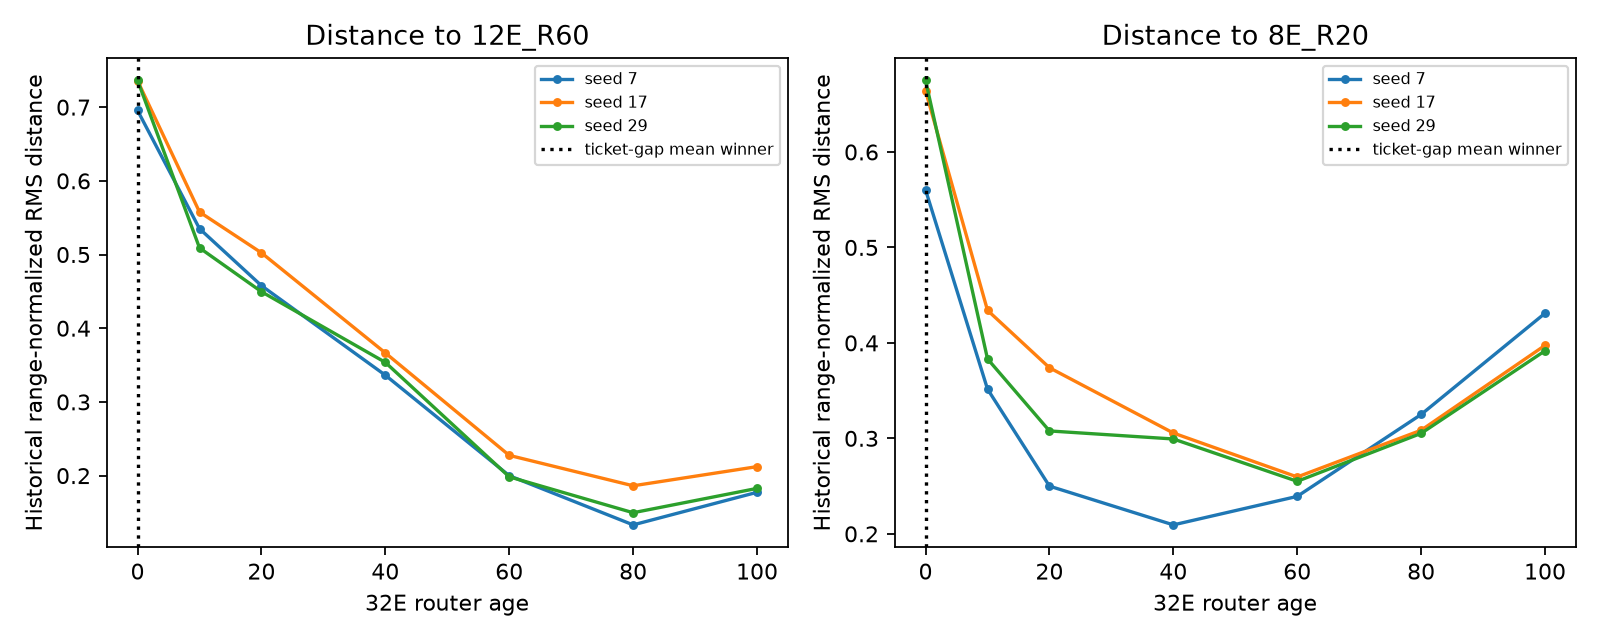 Distance to 12E_R60
Historical range-normalized RMS distance
0.7
0.6
0.5
0.4
0.3
0.2
seed 7
seed 17
seed 29
ticket-gap mean winner
0 20 40 60 80 100
32E router age
Distance to 8E_R20
Historical range-normalized RMS distance
0.6
0.5
0.4
0.3
0.2
seed 7
seed 17
seed 29
ticket-gap mean winner
0 20 40 60 80 100
32E router age